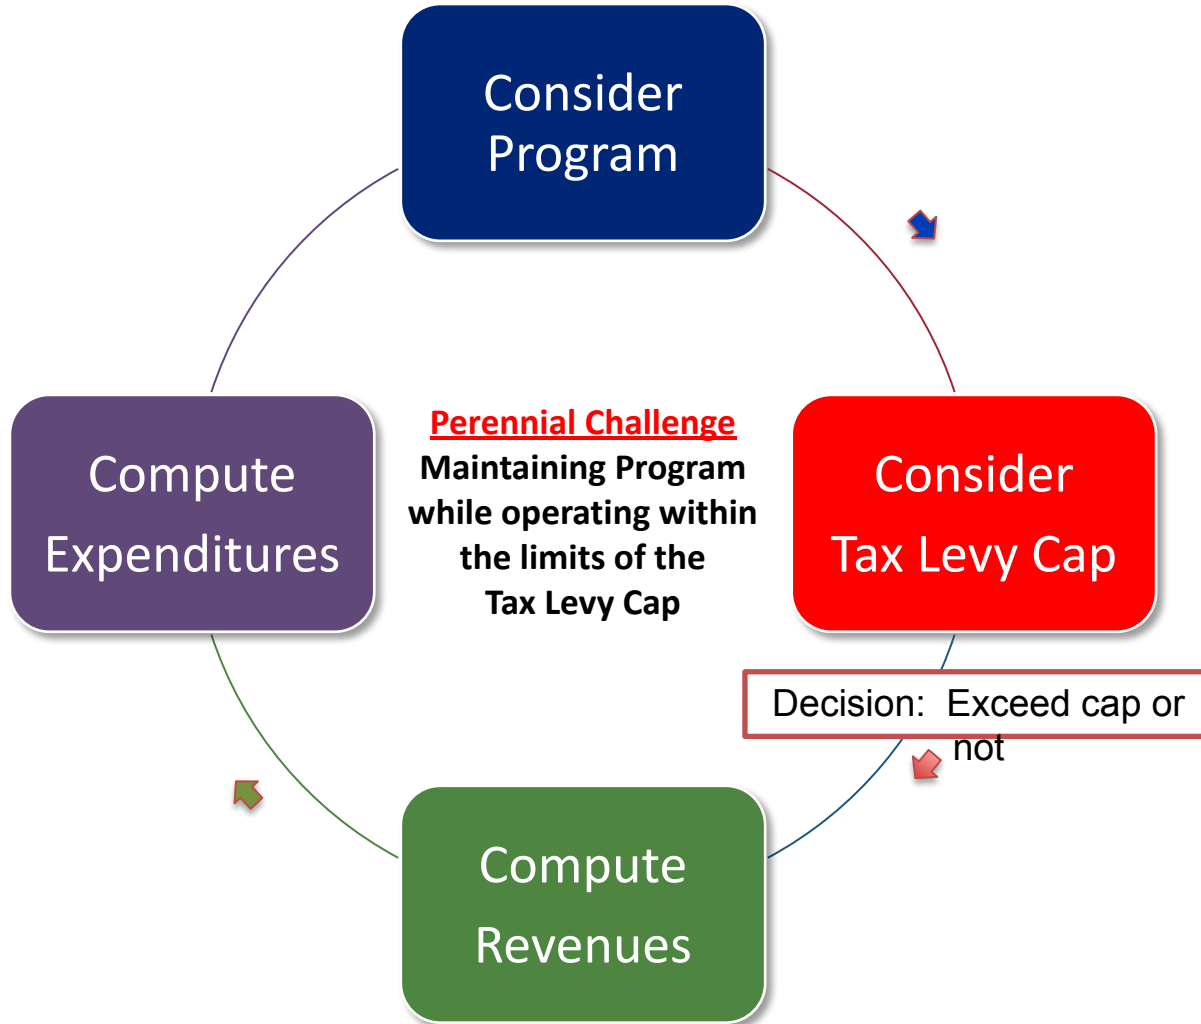 Consider
Program
Perennial Challenge
Maintaining Program
while operating within
the limits of the
Tax Levy Cap
Compute
Expenditures
Consider
Tax Levy Cap
Decision:  Exceed cap or
not
Compute
Revenues